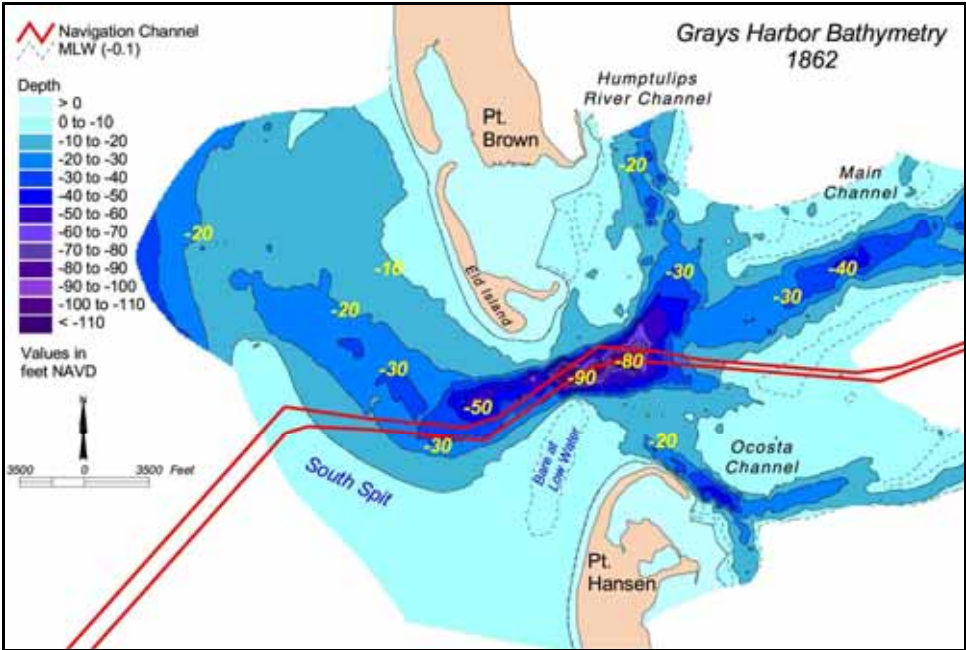 Navigation Channel
MLW (-0.1)
Depth
> 0
0 to -10
-10 to -20
-20 to -30
-30 to -40
-40 to -50
-50 to -60
-60 to -70
-70 to -80
-80 to -90
-90 to -100
-100 to -110
< -110
Values in
feet NAVD
N
3500 0 3500 Feet
Grays Harbor Bathymetry
1862
Humptulips
River Channel
Pt.
Brown
Main
Channel
Eld Island
-20
-20
-10
-20
-30
-50
-30
-90
-80
-30
-30
-40
-20
South Spit
Bare at
Low Water
Ocosta
Channel
Pt.
Hansen